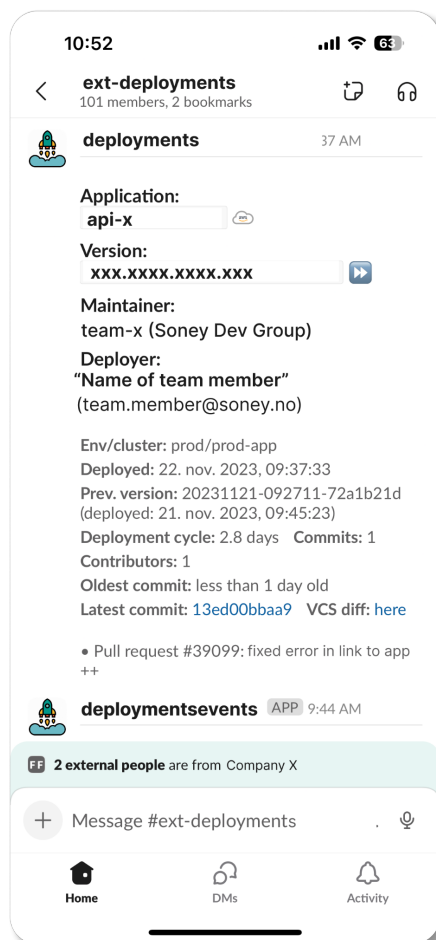 10:52
63
ext-deployments
101 members, 2 bookmarks
deployments 37 AM
Application:
api-x aws
Version:
xxx.xxxx.xxxx.xxx
Maintainer:
team-x (Soney Dev Group)
Deployer:
“Name of team member”
(team.member@soney.no)
Env/cluster: prod/prod-app
Deployed: 22. nov. 2023, 09:37:33
Prev. version: 20231121-092711-72a1b21d
(deployed: 21. nov. 2023, 09:45:23)
Deployment cycle: 2.8 days Commits: 1
Contributors: 1
Oldest commit: less than 1 day old
Latest commit: 13ed00bbaa9 VCS diff: here
• Pull request #39099: fixed error in link to app
++
deploymentsevents APP 9:44 AM
FF 2 external people are from Company X
Message #ext-deployments .
Home DMs Activity